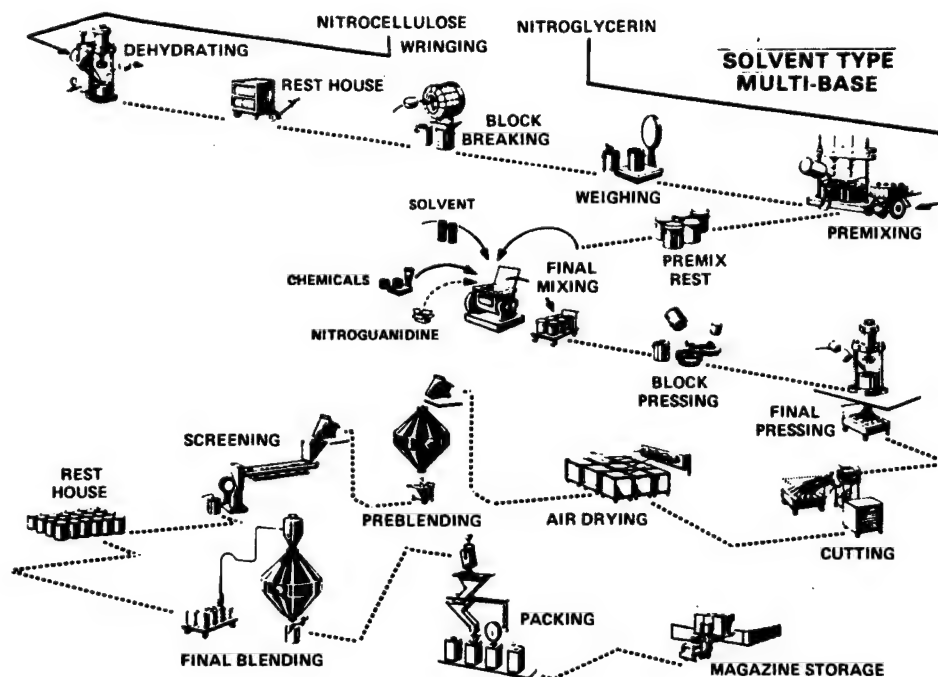 NITROCELLULOSE
WRINGING
NITROGLYCERIN
DEHYDRATING
SOLVENT TYPE
MULTI-BASE
REST HOUSE
BLOCK
BREAKING
WEIGHING
PREMIXING
SOLVENT
PREMIX
REST
FINAL
MIXING
CHEMICALS
NITROGUANIDINE
BLOCK
PRESSING
FINAL
PRESSING
SCREENING
REST
HOUSE
PREBLENDING
AIR DRYING
CUTTING
FINAL BLENDING
PACKING
MAGAZINE STORAGE